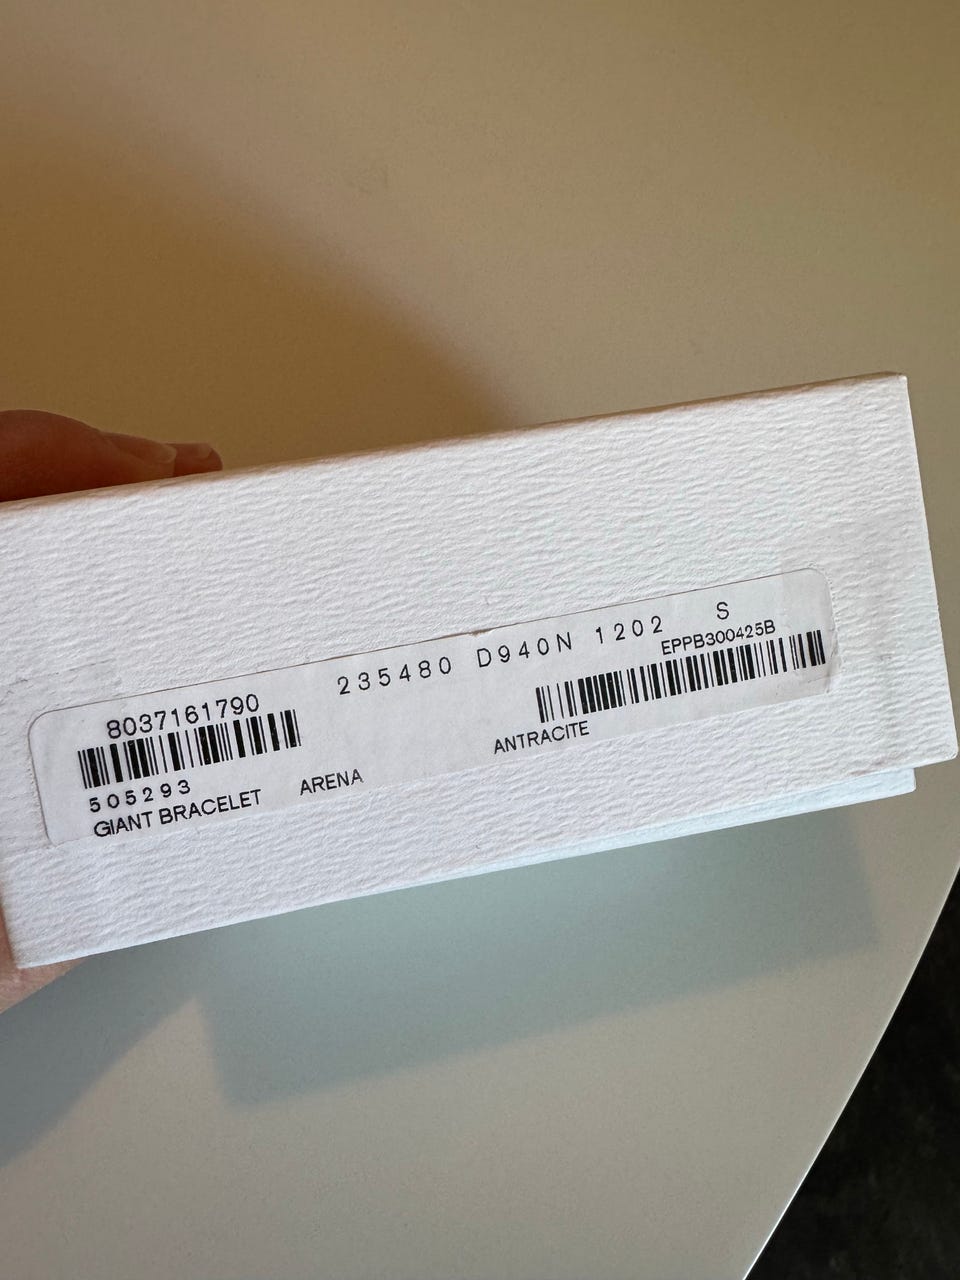 235480 D940N 1202 S
8037161790 EPPB300425B
505293
GIANT BRACELET ARENA ANTRACITE